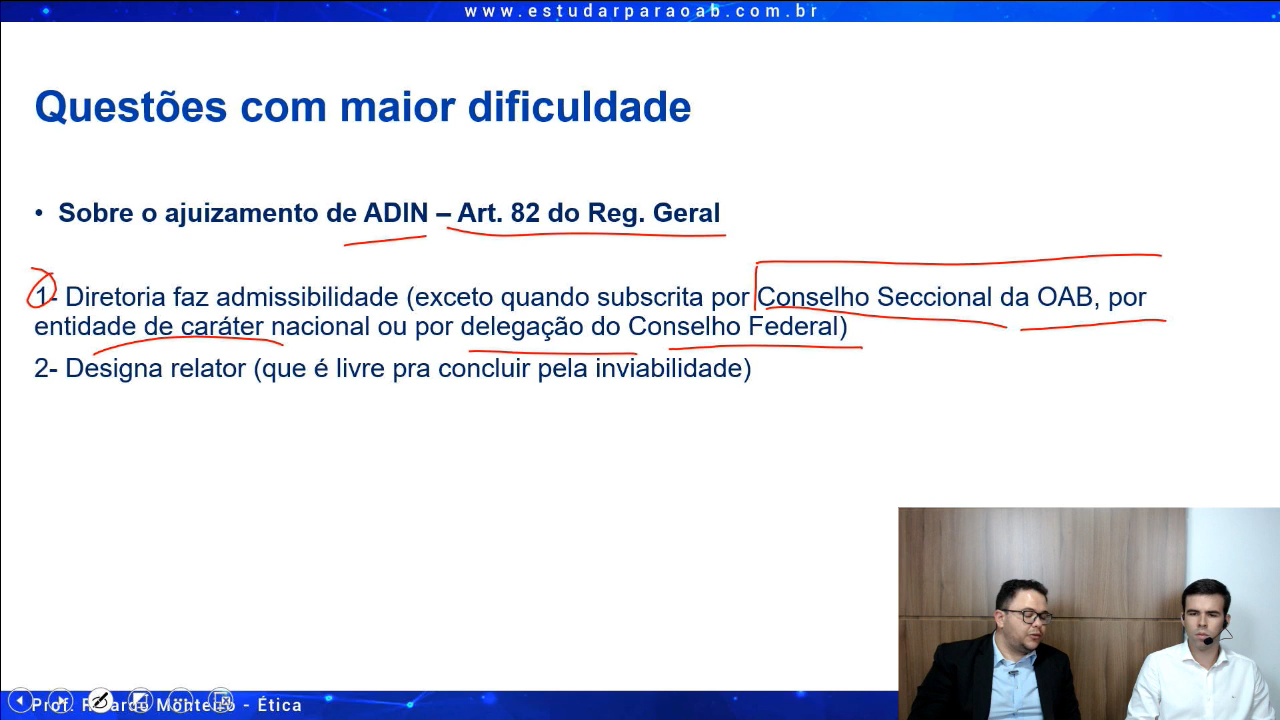 www.estudarparaoab.com.br
Questões com maior dificuldade
• Sobre o ajuizamento de ADIN – Art. 82 do Reg. Geral
1- Diretoria faz admissibilidade (exceto quando subscrita por Conselho Seccional da OAB, por
entidade de caráter nacional ou por delegação do Conselho Federal)
2- Designa relator (que é livre pra concluir pela inviabilidade)
Prof. Ricardo Monteiro - Ética